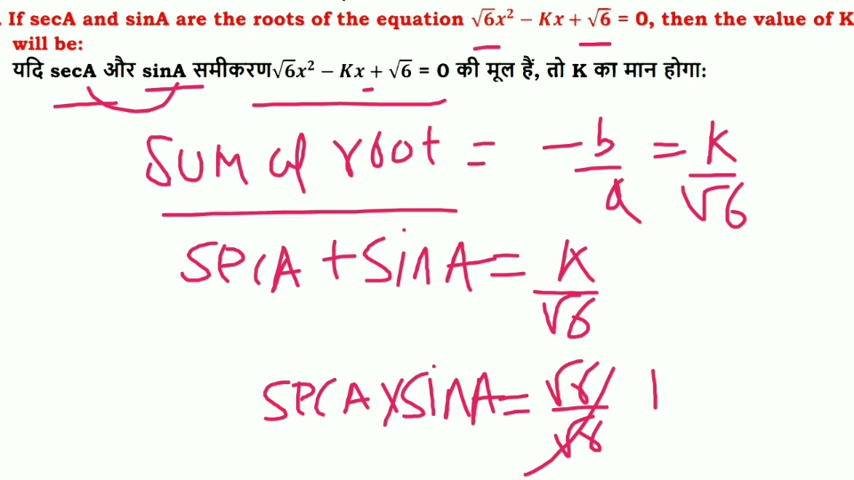 . If secA and sinA are the roots of the equation √6x² − Kx + √6 = 0, then the value of K
will be:
यदि secA और sinA समीकरण√6x² − Kx + √6 = 0 की मूल हैं, तो K का मान होगा:
SUM of root = -b/a = K/√6
SecA + SinA = K/√6
SecA × SinA = √6/√6 1